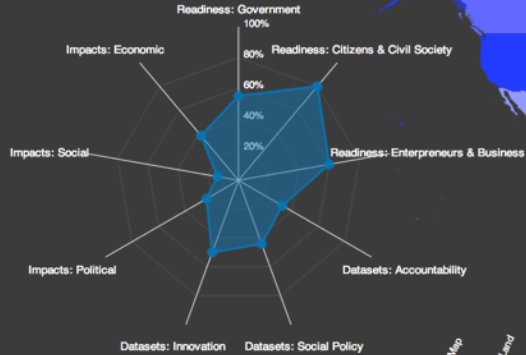 Readiness: Government
100%
Impacts: Economic
80%
Readiness: Citizens & Civil Society
60%
40%
20%
Impacts: Social
Readiness: Enterpreneurs & Business
Impacts: Political
Datasets: Accountability
Datasets: Innovation
Datasets: Social Policy
Map
Land